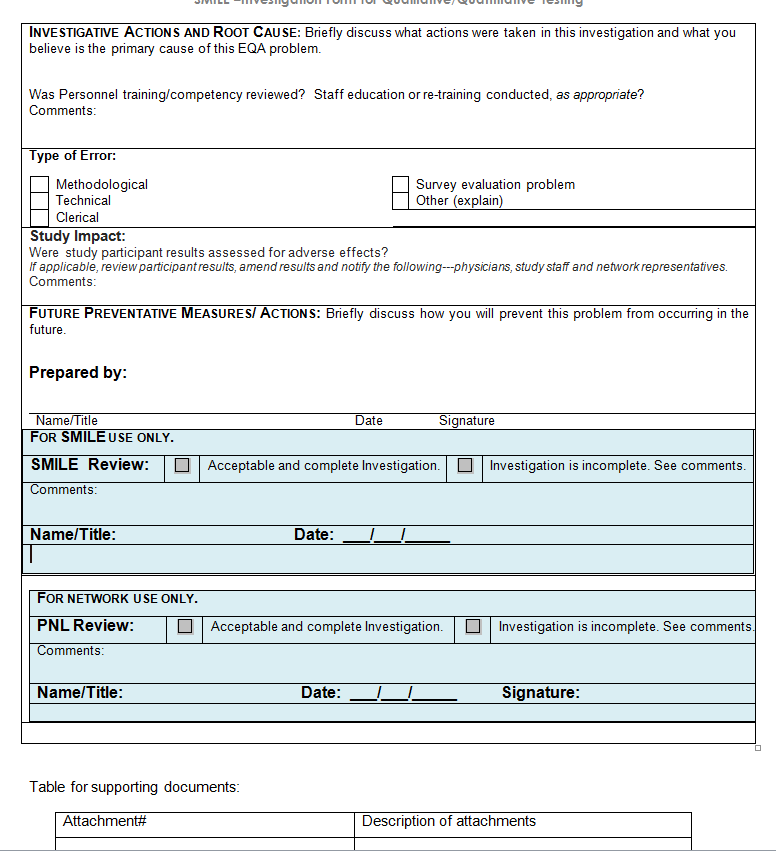 SMILE –Investigation Form for Qualitative/Quantitative Testing
INVESTIGATIVE ACTIONS AND ROOT CAUSE: Briefly discuss what actions were taken in this investigation and what you
believe is the primary cause of this EQA problem.
Was Personnel training/competency reviewed? Staff education or re-training conducted, as appropriate?
Comments:
Type of Error:
Methodological
Survey evaluation problem
Technical
Other (explain)
Clerical
Study Impact:
Were study participant results assessed for adverse effects?
If applicable, review participant results, amend results and notify the following---physicians, study staff and network representatives.
Comments:
FUTURE PREVENTATIVE MEASURES/ ACTIONS: Briefly discuss how you will prevent this problem from occurring in the
future.
Prepared by:
Name/Title Date Signature
FOR SMILE USE ONLY.
SMILE Review: Acceptable and complete Investigation. Investigation is incomplete. See comments.
Comments:
Name/Title: Date: ___/___/_____
FOR NETWORK USE ONLY.
PNL Review: Acceptable and complete Investigation. Investigation is incomplete. See comments.
Comments:
Name/Title: Date: ___/___/_____ Signature:
Table for supporting documents:
Attachment# Description of attachments